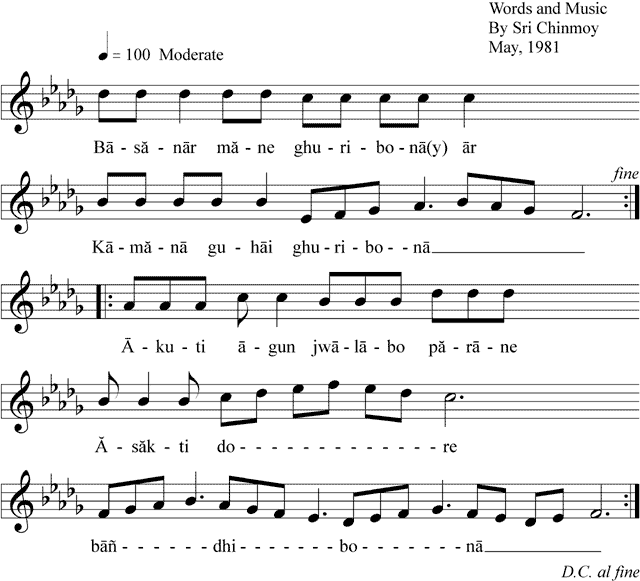 Words and Music
By Sri Chinmoy
May, 1981
= 100 Moderate
Bā - să - nār mă - ne ghu - ri - bo - nā(y) ār
fine
Kā - mă - nā gu - hāi ghu - ri - bo - - nā
Ā - ku - ti ā - gun jwā - lā - bo pă - rā - ne
Ă - săk - ti do - - - - - - - - - - - - re
bāñ - - - - - - dhi - - - - - - bo - - - - - nā
D.C. al fine